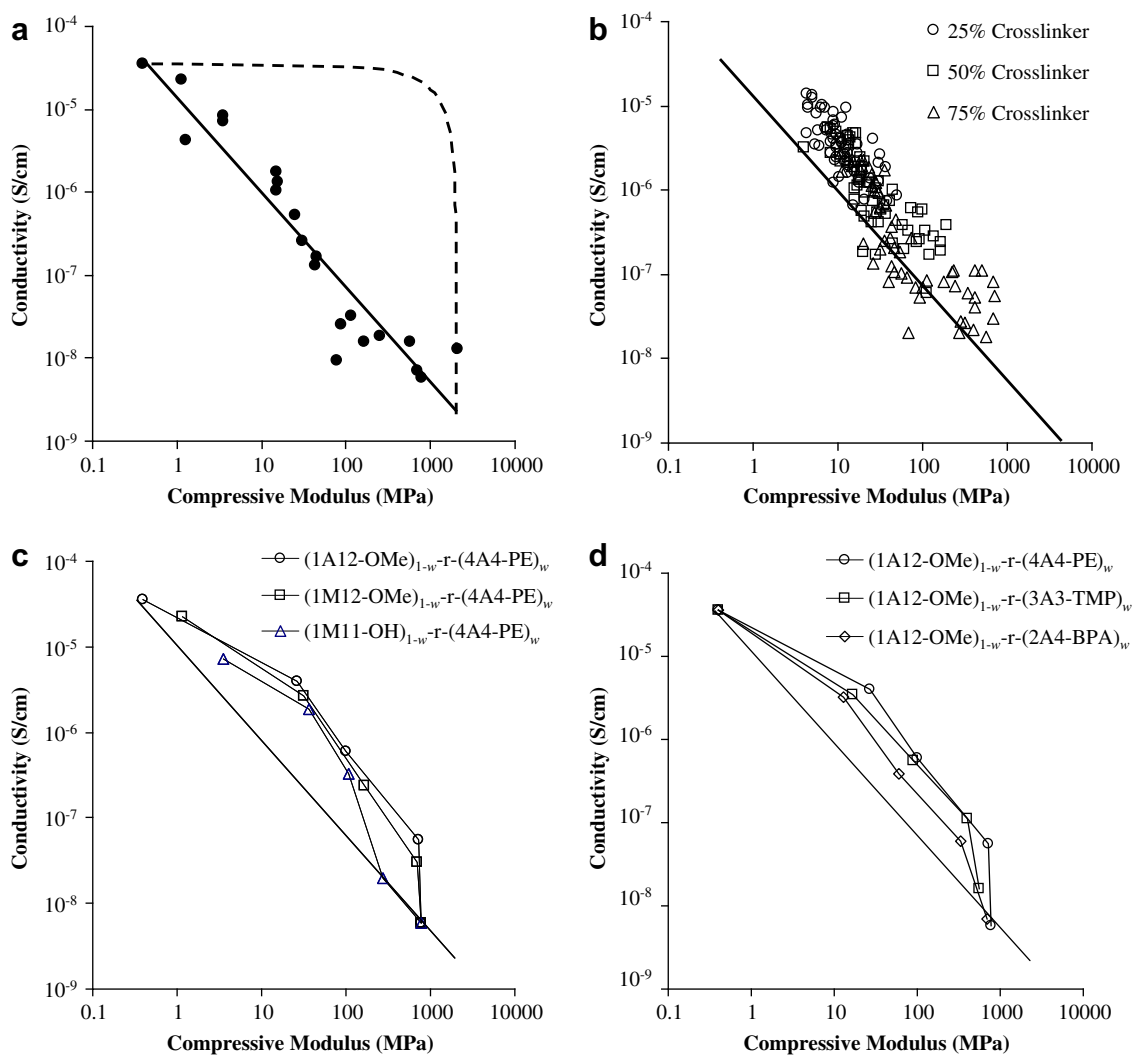 a
10-4
10-5
10-6
10-7
10-8
10-9
Conductivity (S/cm)
0.1 1 10 100 1000 10000
Compressive Modulus (MPa)
b
25% Crosslinker
50% Crosslinker
75% Crosslinker
10-4
10-5
10-6
10-7
10-8
10-9
Conductivity (S/cm)
0.1 1 10 100 1000 10000
Compressive Modulus (MPa)
c
(1A12-OMe)1-w-r-(4A4-PE)w
(1M12-OMe)1-w-r-(4A4-PE)w
(1M11-OH)1-w-r-(4A4-PE)w
10-4
10-5
10-6
10-7
10-8
10-9
Conductivity (S/cm)
0.1 1 10 100 1000 10000
Compressive Modulus (MPa)
d
(1A12-OMe)1-w-r-(4A4-PE)w
(1A12-OMe)1-w-r-(3A3-TMP)w
(1A12-OMe)1-w-r-(2A4-BPA)w
10-4
10-5
10-6
10-7
10-8
10-9
Conductivity (S/cm)
0.1 1 10 100 1000 10000
Compressive Modulus (MPa)